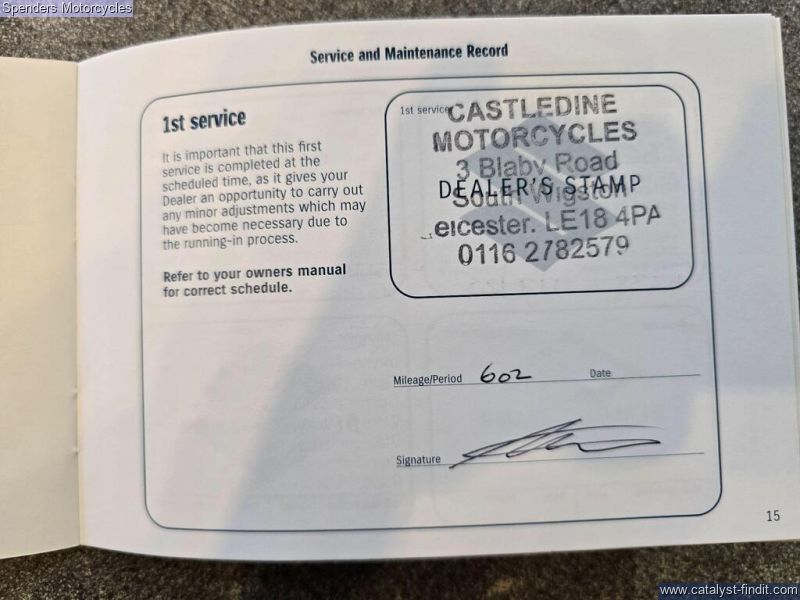 Spenders Motorcycles
Service and Maintenance Record
1st service
It is important that this first
service is completed at the
scheduled time, as it gives your
Dealer an opportunity to carry out
any minor adjustments which may
have become necessary due to
the running-in process.
Refer to your owners manual
for correct schedule.
1st service
CASTLEDINE
MOTORCYCLES
3 Blaby Road
DEALER'S STAMP
South Wigston
eicester. LE18 4PA
0116 2782579
Mileage/Period 602 Date
Signature
15
www.catalyst-findit.com